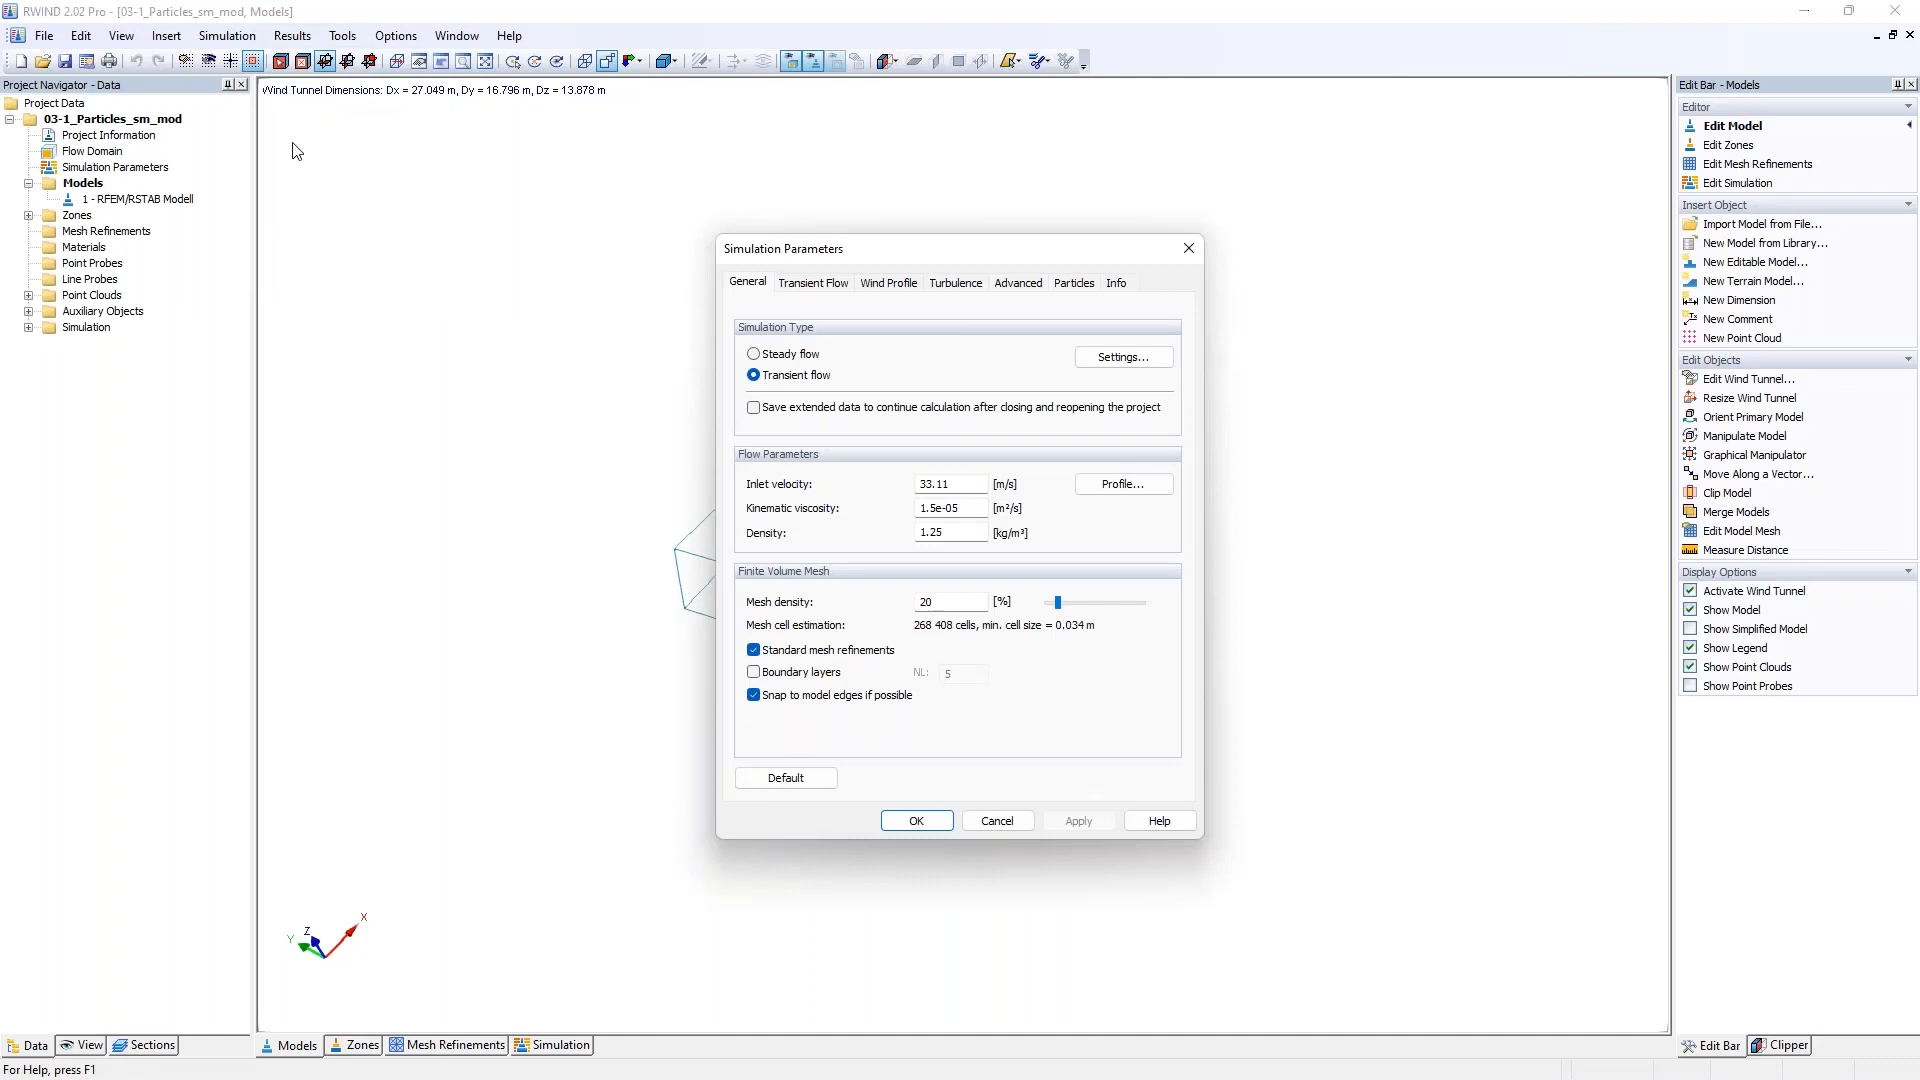 RWIND 2.02 Pro - [03-1_Particles_sm_mod, Models]
File Edit View Insert Simulation Results Tools Options Window Help
Project Navigator - Data
Project Data
03-1_Particles_sm_mod
Project Information
Flow Domain
Simulation Parameters
Models
1 - RFEM/RSTAB Modell
Zones
Mesh Refinements
Materials
Point Probes
Line Probes
Point Clouds
Auxiliary Objects
Simulation
Wind Tunnel Dimensions: Dx = 27.049 m, Dy = 16.796 m, Dz = 13.878 m
Simulation Parameters
General Transient Flow Wind Profile Turbulence Advanced Particles Info
Simulation Type
Steady flow
Settings...
Transient flow
Save extended data to continue calculation after closing and reopening the project
Flow Parameters
Inlet velocity: 33.11 [m/s] Profile...
Kinematic viscosity: 1.5e-05 [m²/s]
Density: 1.25 [kg/m³]
Finite Volume Mesh
Mesh density: 20 [%]
Mesh cell estimation: 268 408 cells, min. cell size = 0.034 m
Standard mesh refinements
Boundary layers NL: 5
Snap to model edges if possible
Default
OK Cancel Apply Help
X
Y
Z
Edit Bar - Models
Editor
Edit Model
Edit Zones
Edit Mesh Refinements
Edit Simulation
Insert Object
Import Model from File...
New Model from Library...
New Editable Model...
New Terrain Model...
New Dimension
New Comment
New Point Cloud
Edit Objects
Edit Wind Tunnel...
Resize Wind Tunnel
Orient Primary Model
Manipulate Model
Graphical Manipulator
Move Along a Vector...
Clip Model
Merge Models
Edit Model Mesh
Measure Distance
Display Options
Activate Wind Tunnel
Show Model
Show Simplified Model
Show Legend
Show Point Clouds
Show Point Probes
Data View Sections
Models Zones Mesh Refinements Simulation
Edit Bar Clipper
For Help, press F1